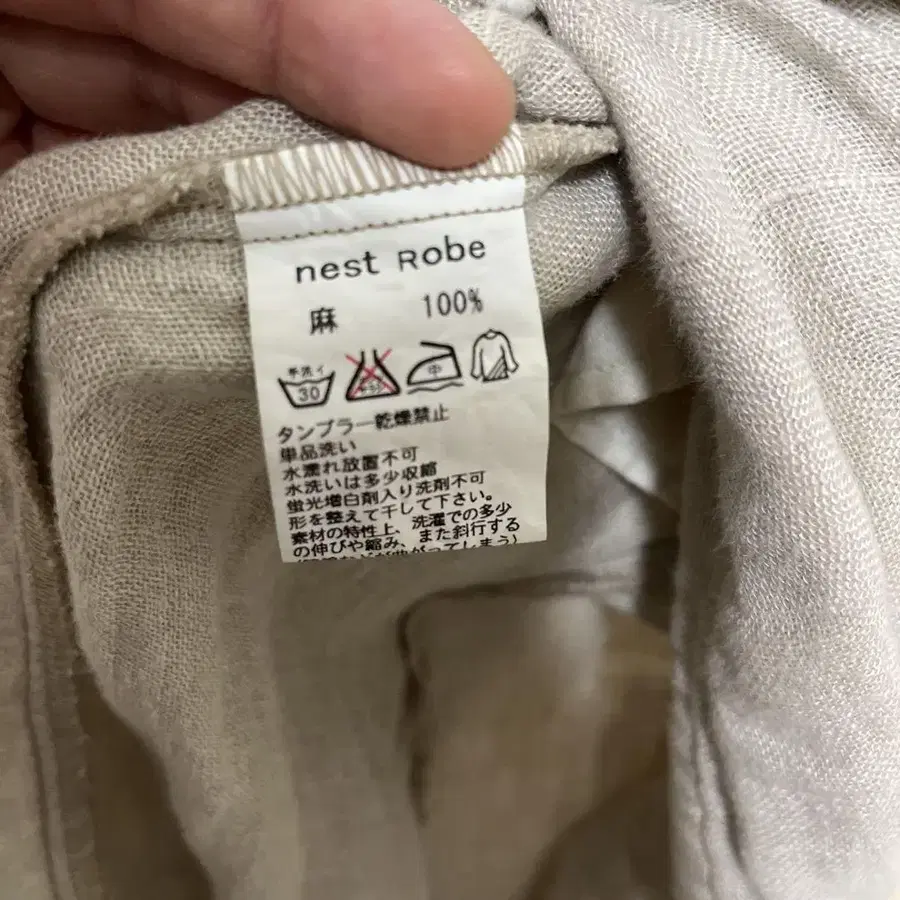 nest Robe
麻 100%
手洗イ
30
中
タンブラー乾燥禁止
単品洗い
水濡れ放置不可
水洗いは多少収縮
蛍光増白剤入り洗剤不可
形を整えて干して下さい。
素材の特性上、洗濯での多少
の伸びや縮み、また斜行する